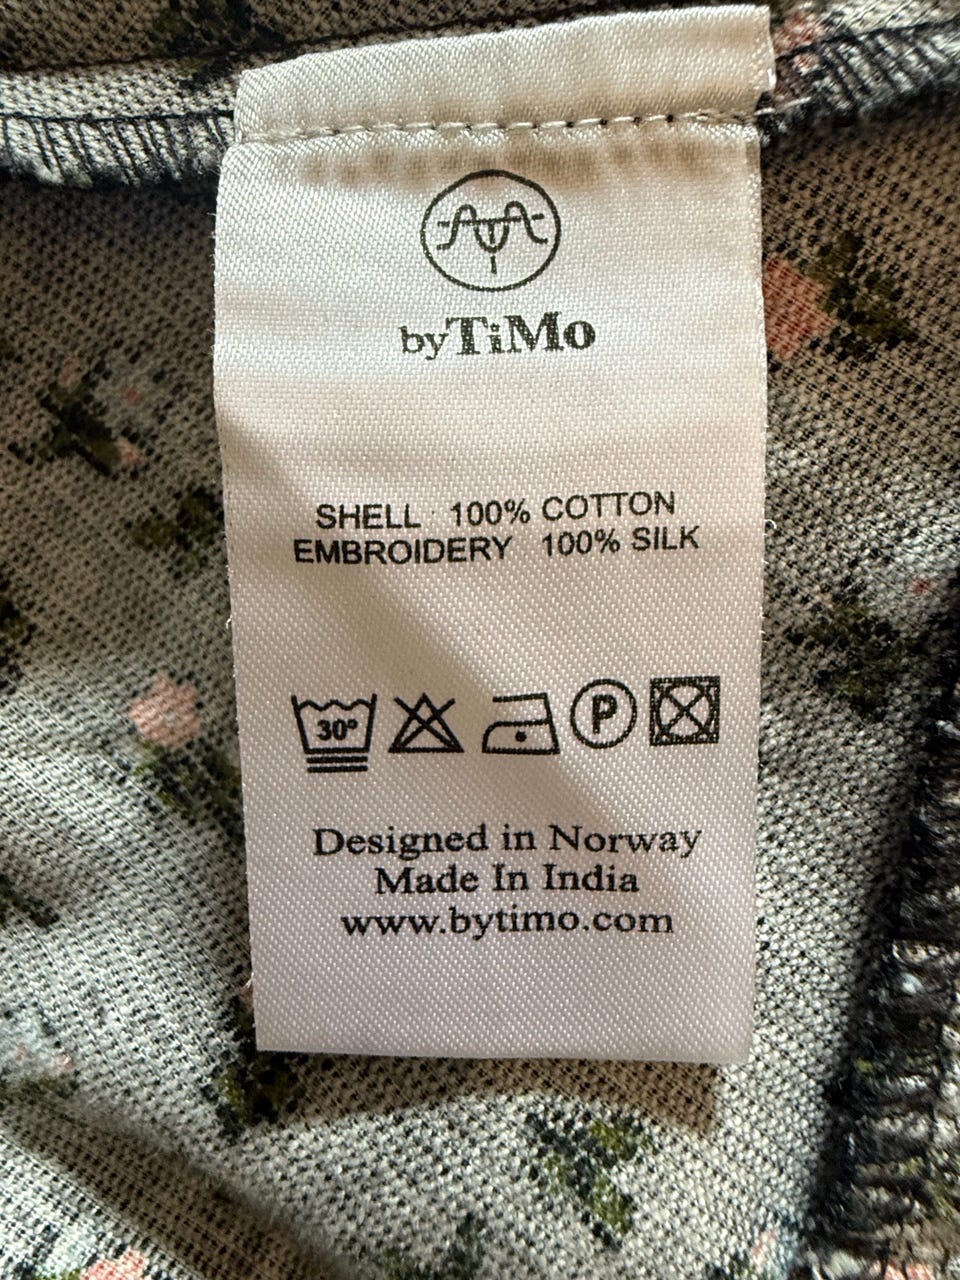 byTiMo
SHELL 100% COTTON
EMBROIDERY 100% SILK
30°
P
Designed in Norway
Made In India
www.bytimo.com